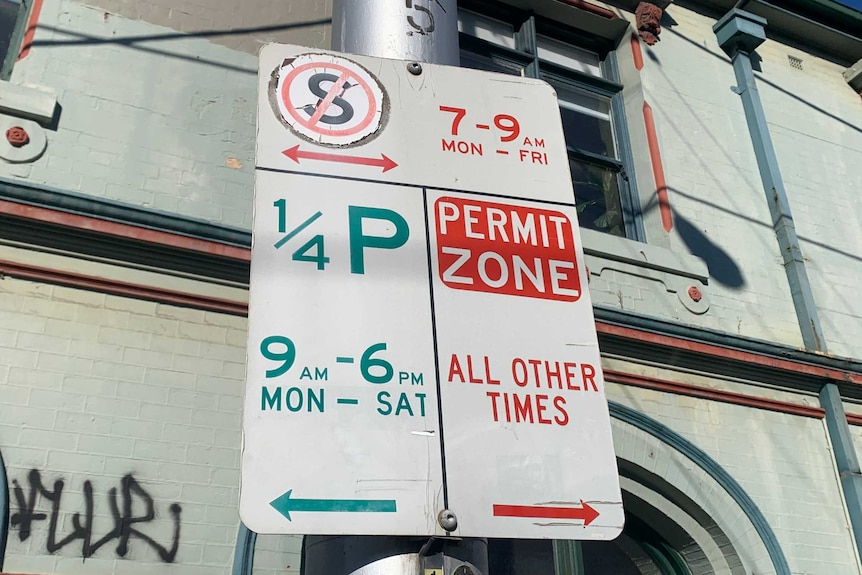 S
7-9 AM
MON - FRI
1/4 P
9 AM -6 PM
MON - SAT
PERMIT
ZONE
ALL OTHER
TIMES